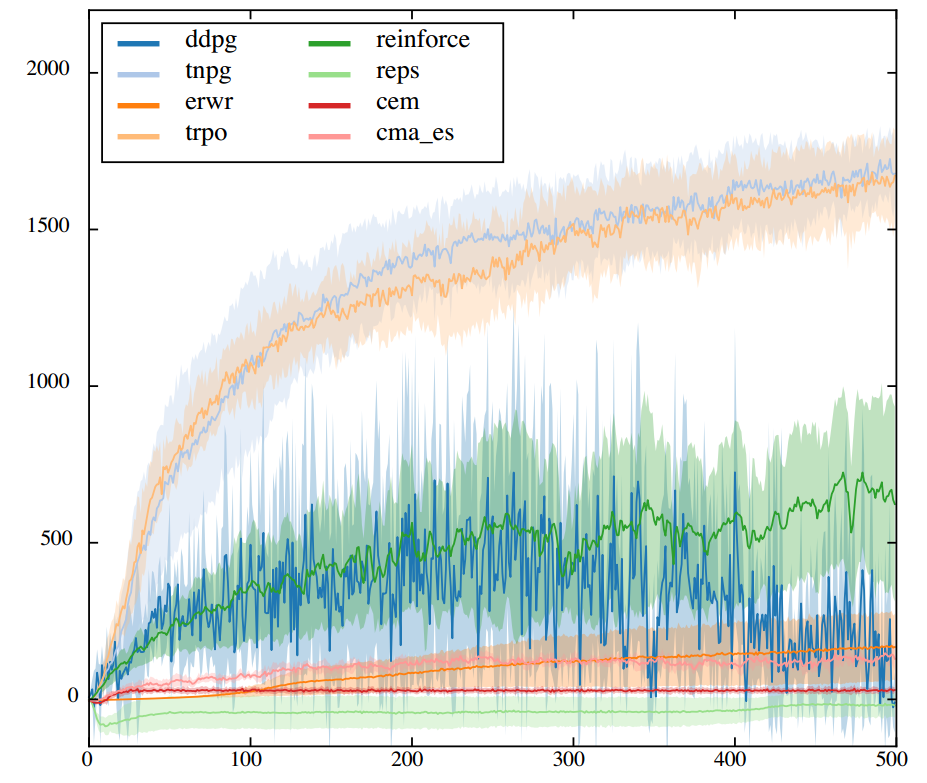 ddpg reinforce
tnpg reps
erwr cem
trpo cma_es
2000
1500
1000
500
0
0 100 200 300 400 500